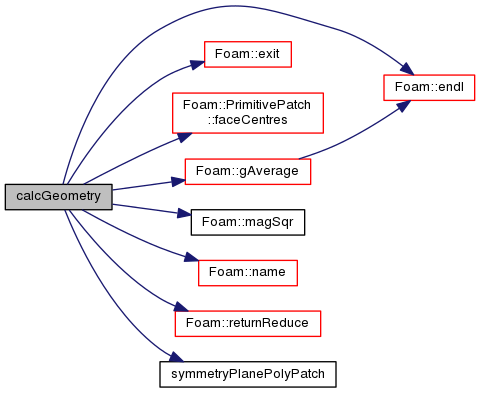 Foam::exit
Foam::endl
Foam::PrimitivePatch
::faceCentres
Foam::gAverage
calcGeometry
Foam::magSqr
Foam::name
Foam::returnReduce
symmetryPlanePolyPatch